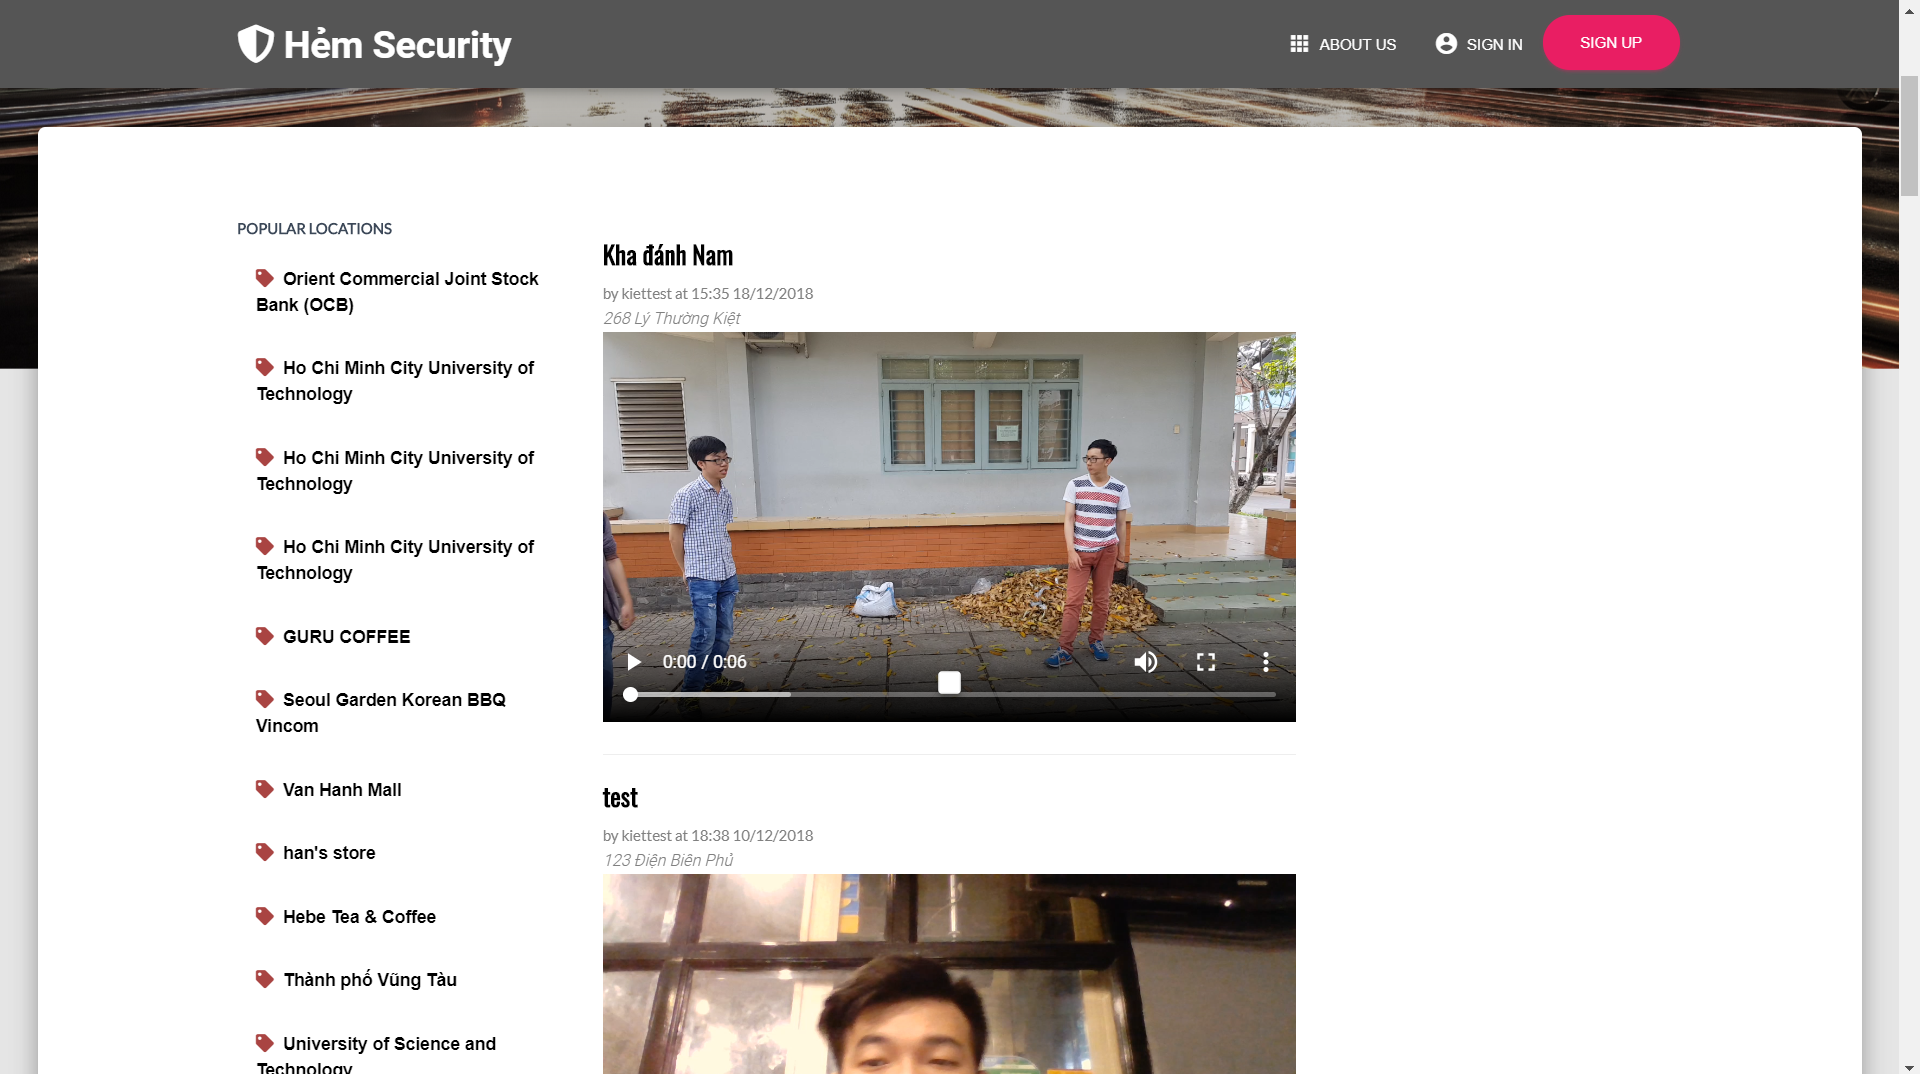 Hẻm Security
ABOUT US
SIGN IN
SIGN UP
POPULAR LOCATIONS
Orient Commercial Joint Stock
Bank (OCB)
Ho Chi Minh City University of
Technology
Ho Chi Minh City University of
Technology
Ho Chi Minh City University of
Technology
GURU COFFEE
Seoul Garden Korean BBQ
Vincom
Van Hanh Mall
han's store
Hebe Tea & Coffee
Thành phố Vũng Tàu
University of Science and
Technology
Kha đánh Nam
by kiettest at 15:35 18/12/2018
268 Lý Thường Kiệt
0:00 / 0:06
test
by kiettest at 18:38 10/12/2018
123 Điện Biên Phủ